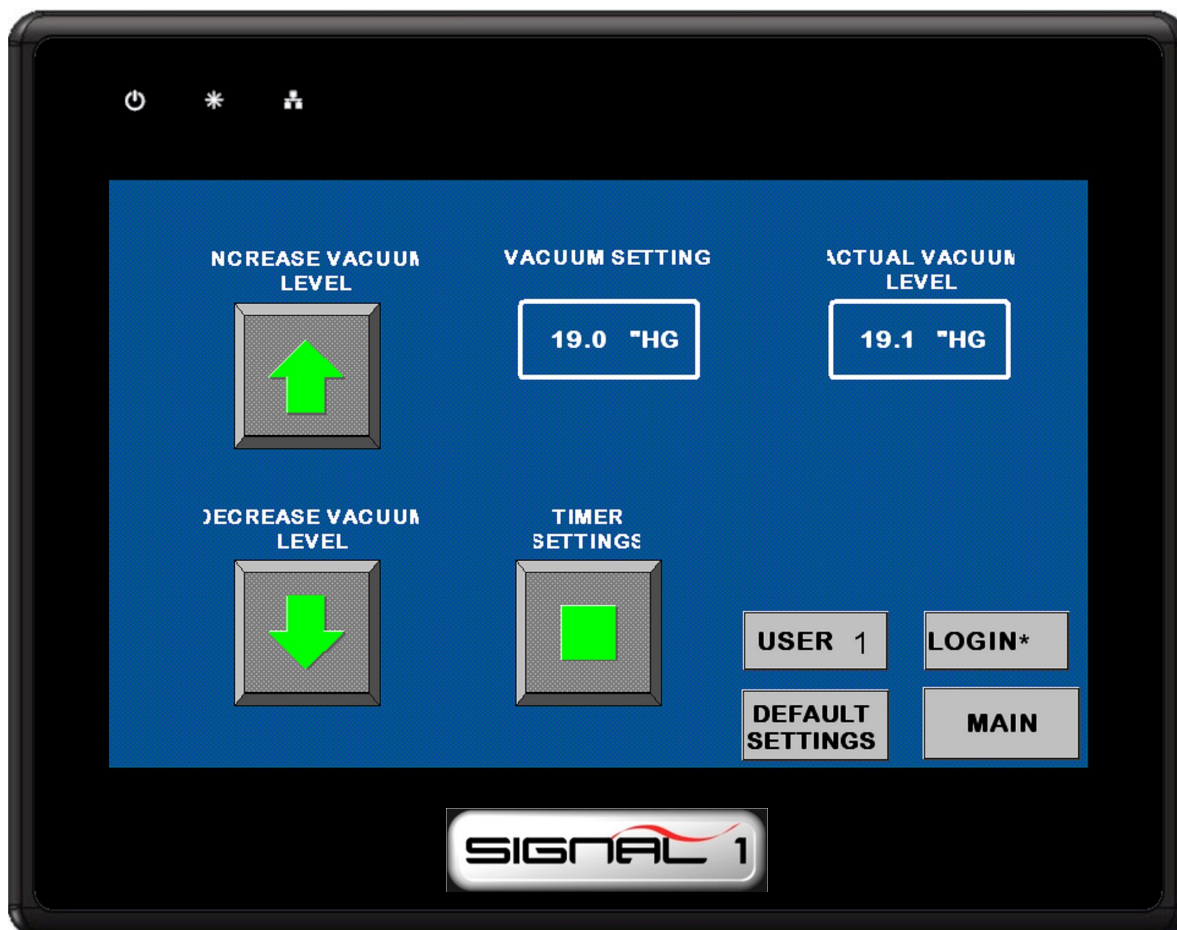 NCREASE VACUUM
LEVEL
VACUUM SETTING
ACTUAL VACUUM
LEVEL
19.0 "HG
19.1 "HG
DECREASE VACUUM
LEVEL
TIMER
SETTINGS
USER 1
LOGIN*
DEFAULT
SETTINGS
MAIN
SIGNAL 1